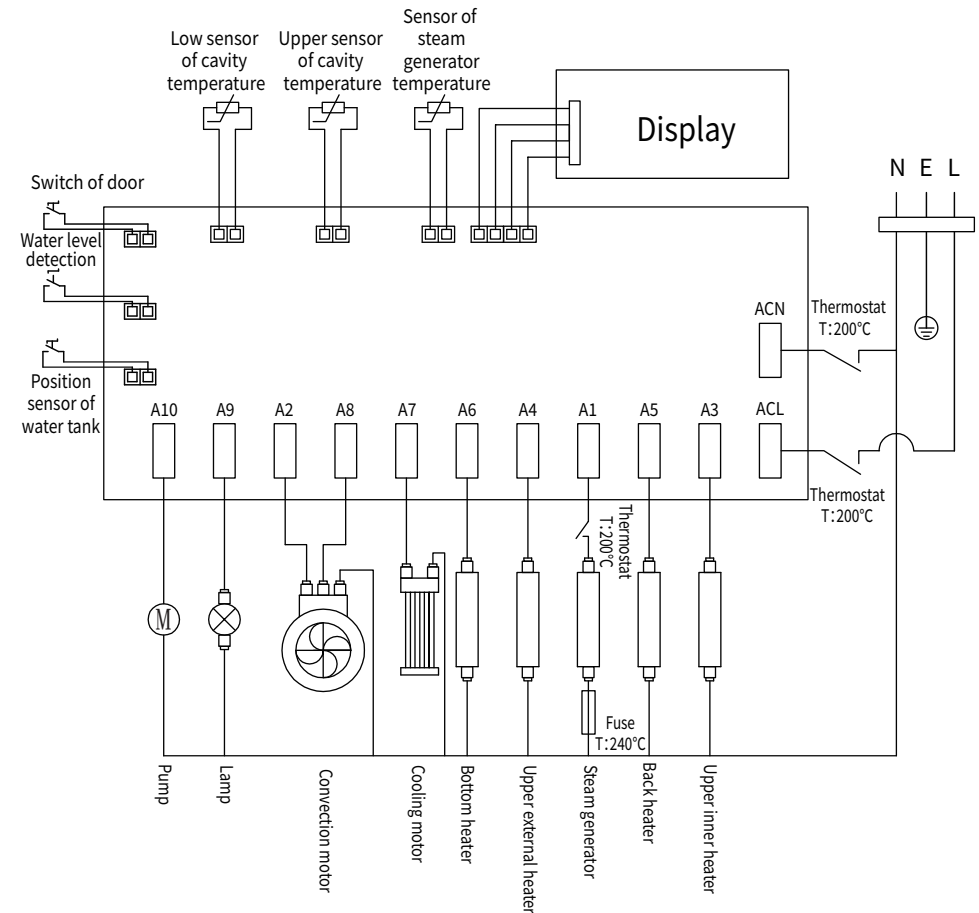 Sensor of
steam
generator
temperature
Low sensor
of cavity
temperature
Upper sensor
of cavity
temperature
Display
N E L
Switch of door
Water level
detection
Position
sensor of
water tank
ACN
Thermostat
T:200°C
A10 A9 A2 A8 A7 A6 A4 A1 A5 A3 ACL
Thermostat
T:200°C
Thermostat
T:200°C
M
Fuse
T:240°C
Pump
Lamp
Convection motor
Cooling motor
Bottom heater
Upper external heater
Steam generator
Back heater
Upper inner heater